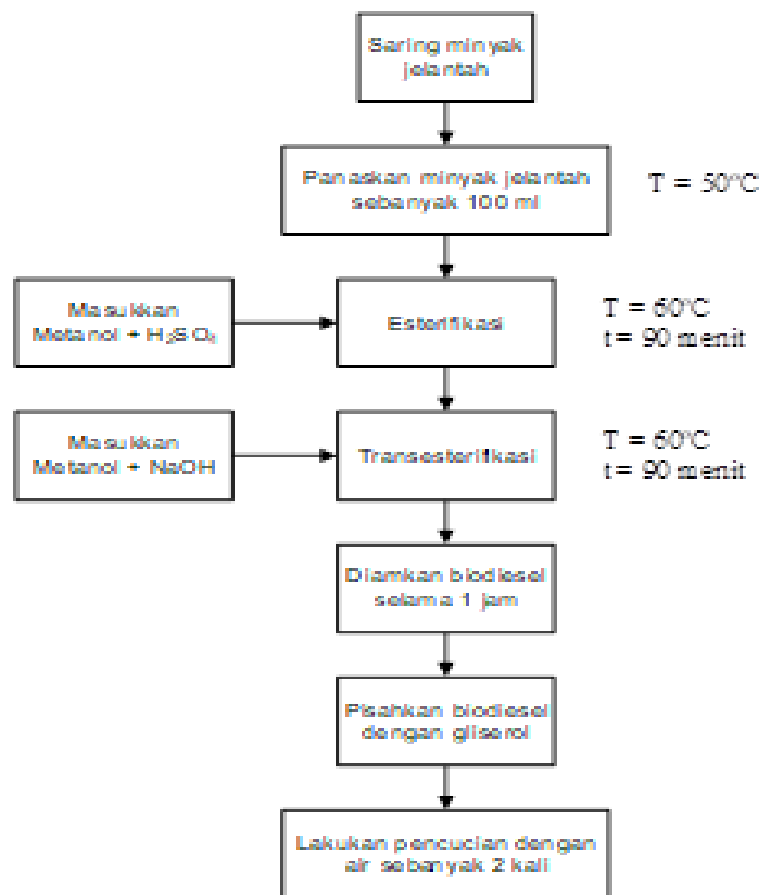 Saring minyak
jelantah
Panaskan minyak jelantah
sebanyak 100 ml
T = 50°C
Masukkan
Metanol + H₂SO₄
Esterifikasi
T = 60°C
t = 90 menit
Masukkan
Metanol + NaOH
Transesterifikasi
T = 60°C
t = 90 menit
Diamkan biodiesel
selama 1 jam
Pisahkan biodiesel
dengan gliserol
Lakukan pencucian dengan
air sebanyak 2 kali